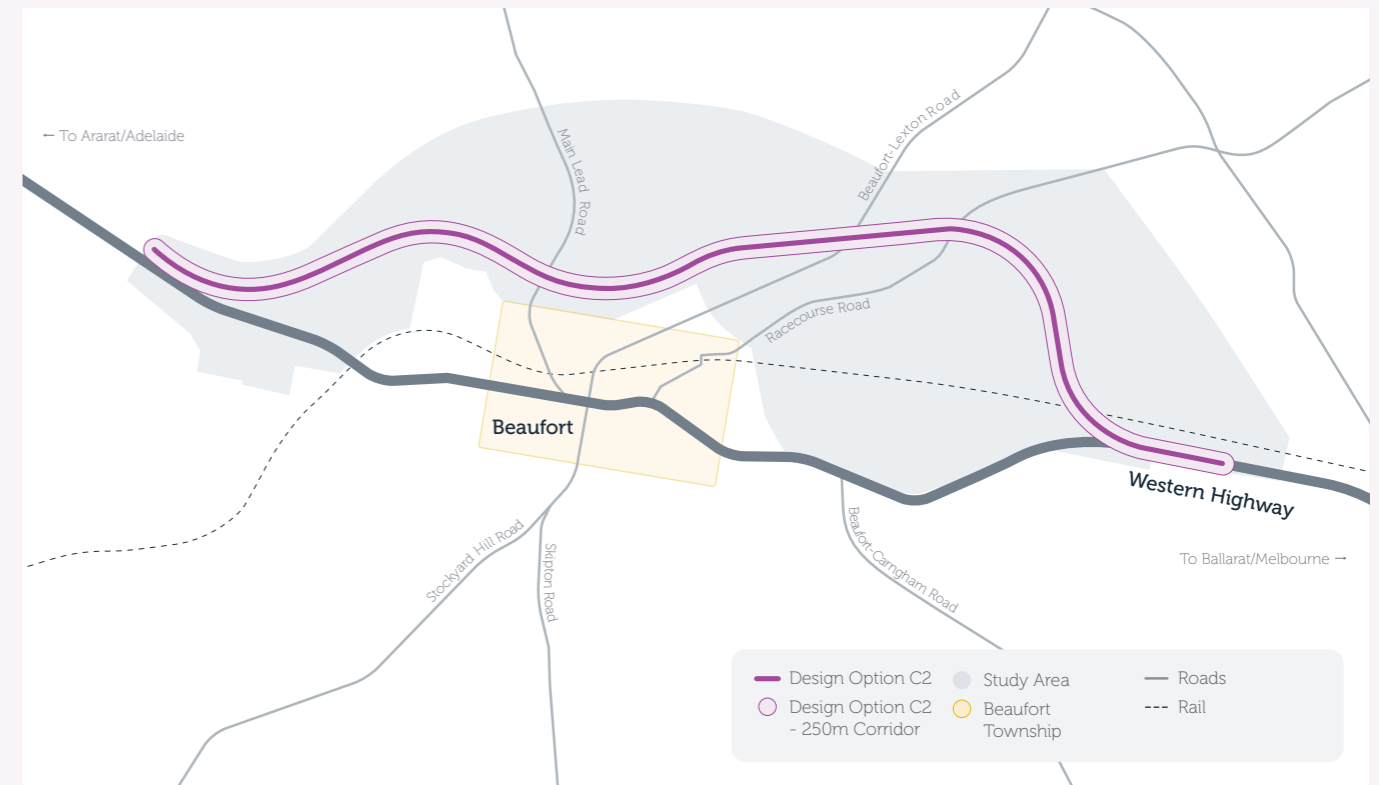 ← To Ararat/Adelaide
Main Lead Road
Beaufort-Lexton Road
Racecourse Road
Beaufort
Western Highway
Stockyard Hill Road
Skipton Road
Beaufort-Carngham Road
To Ballarat/Melbourne →
Design Option C2
Design Option C2
- 250m Corridor
Study Area
Beaufort
Township
Roads
Rail